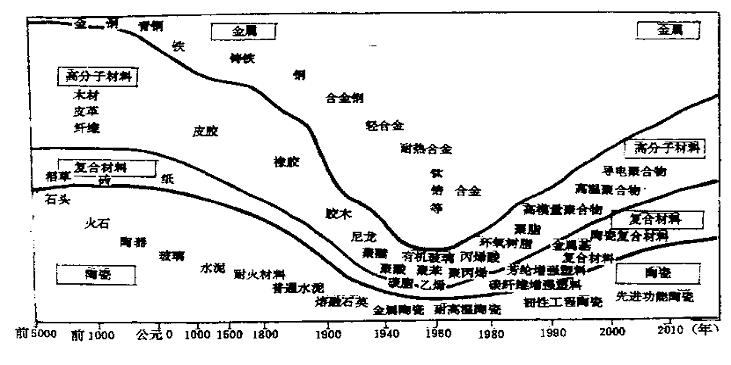 金 铜 青铜
金属
金属
铁
铸铁
钢
高分子材料
木材
皮革
纤维
合金钢
皮胶
轻合金
耐热合金
高分子材料
橡胶
复合材料
稻草 砖 纸
钛
锆 合金
等
导电聚合物
高温聚合物
石头
胶木
高模量聚合物
复合材料
火石
聚脂
陶瓷复合材料
陶器
尼龙
环氧树脂
金属基
复合材料
玻璃
聚酸 有机玻璃 丙烯酸
陶瓷
水泥
耐火材料
聚酸 聚苯 聚丙烯 芳纶增强塑料
陶瓷
碳脂 乙烯 碳纤维增强塑料
普通水泥
熔融石英
金属陶瓷 耐高温陶瓷
韧性工程陶瓷
先进功能陶瓷
前5000 前1000 公元0 1000 1500 1800 1900 1940 1960 1980 1990 2000 2010 (年)